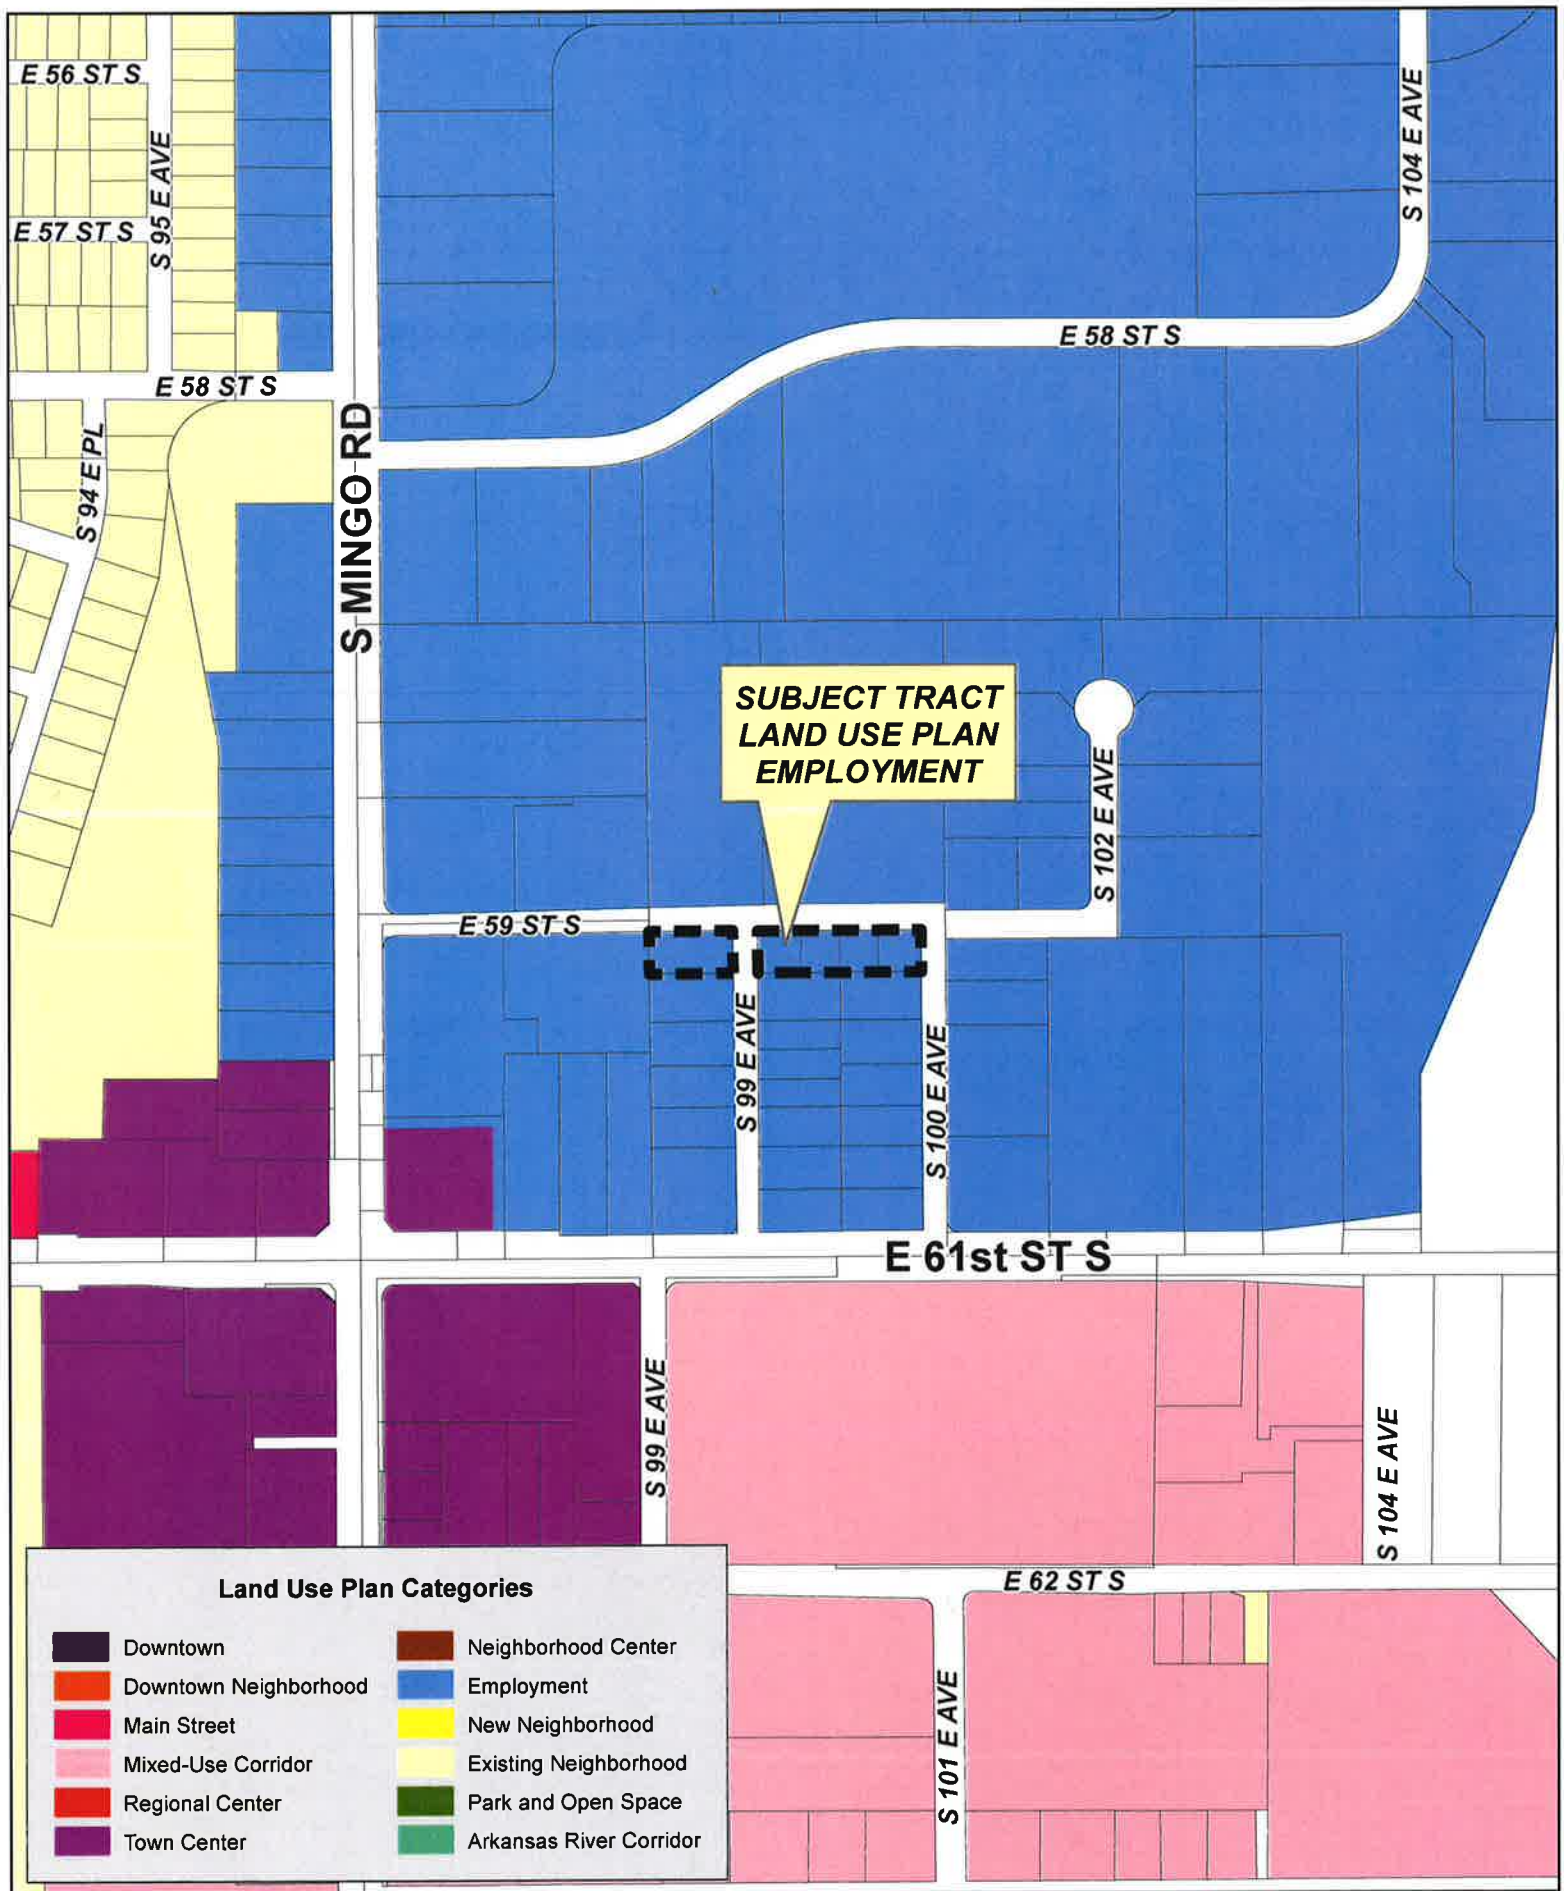 E 56 ST S
S 95 E AVE
S 104 E AVE
E 57 ST S
E 58 ST S
E 58 ST S
S 94 E PL
S MINGO RD
SUBJECT TRACT
LAND USE PLAN
EMPLOYMENT
S 102 E AVE
E 59 ST S
S 99 E AVE
S 100 E AVE
E 61st ST S
S 99 E AVE
S 104 E AVE
E 62 ST S
S 101 E AVE
Land Use Plan Categories
Downtown
Downtown Neighborhood
Main Street
Mixed-Use Corridor
Regional Center
Town Center
Neighborhood Center
Employment
New Neighborhood
Existing Neighborhood
Park and Open Space
Arkansas River Corridor